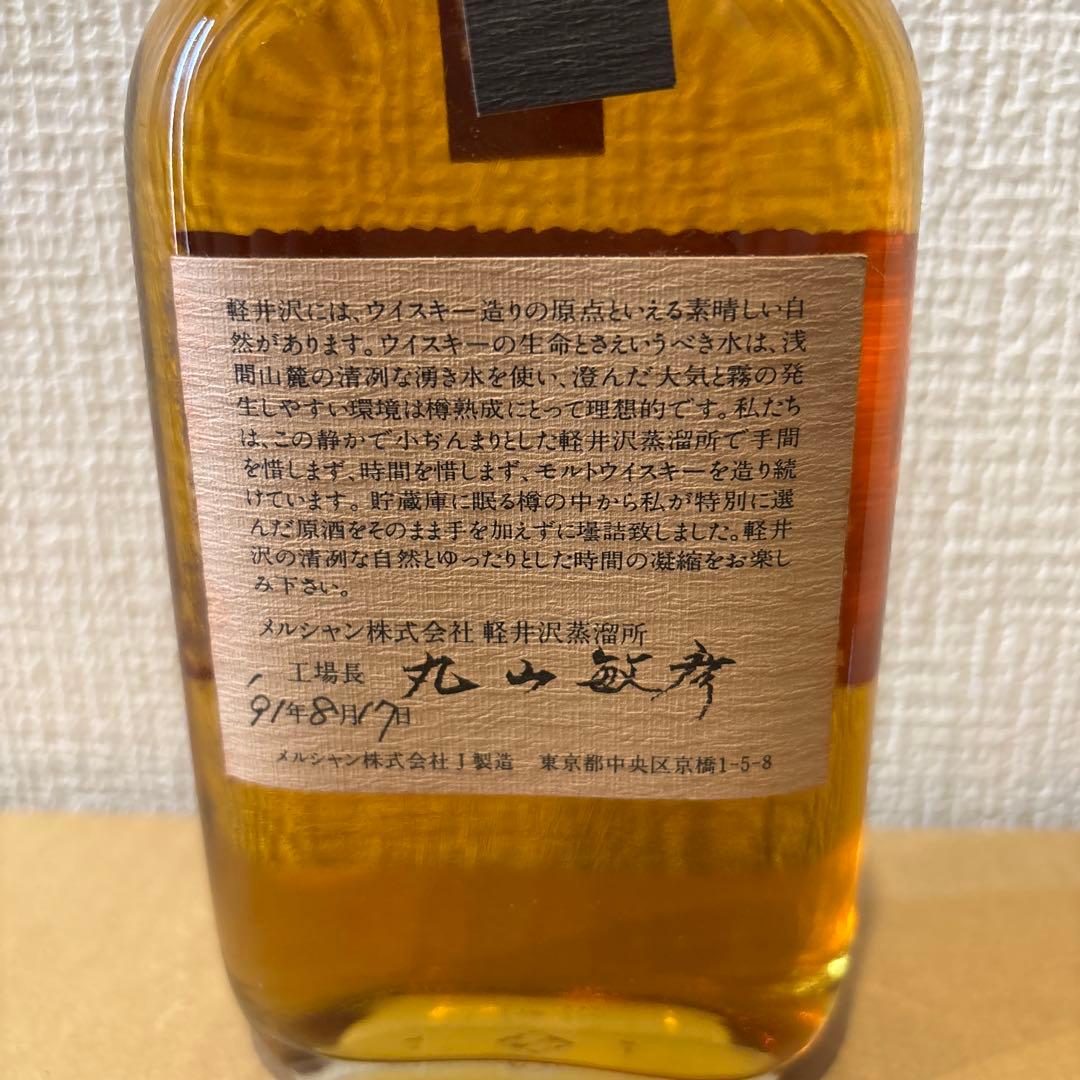 軽井沢には、ウイスキー造りの原点といえる素晴しい自
然があります。ウイスキーの生命とさえいうべき水は、浅
間山麓の清冽な湧き水を使い、澄んだ大気と霧の発
生しやすい環境は樽熟成にとって理想的です。私たち
は、この静かで小ぢんまりとした軽井沢蒸溜所で手間
を惜しまず、時間を惜しまず、モルトウイスキーを造り続
けています。貯蔵庫に眠る樽の中から私が特別に選
んだ原酒をそのまま手を加えずに壜詰致しました。軽井
沢の清冽な自然とゆったりとした時間の凝縮をお楽し
み下さい。
メルシャン株式会社 軽井沢蒸溜所
工場長 丸山敏彦
'91年8月17日
メルシャン株式会社J製造 東京都中央区京橋1-5-8